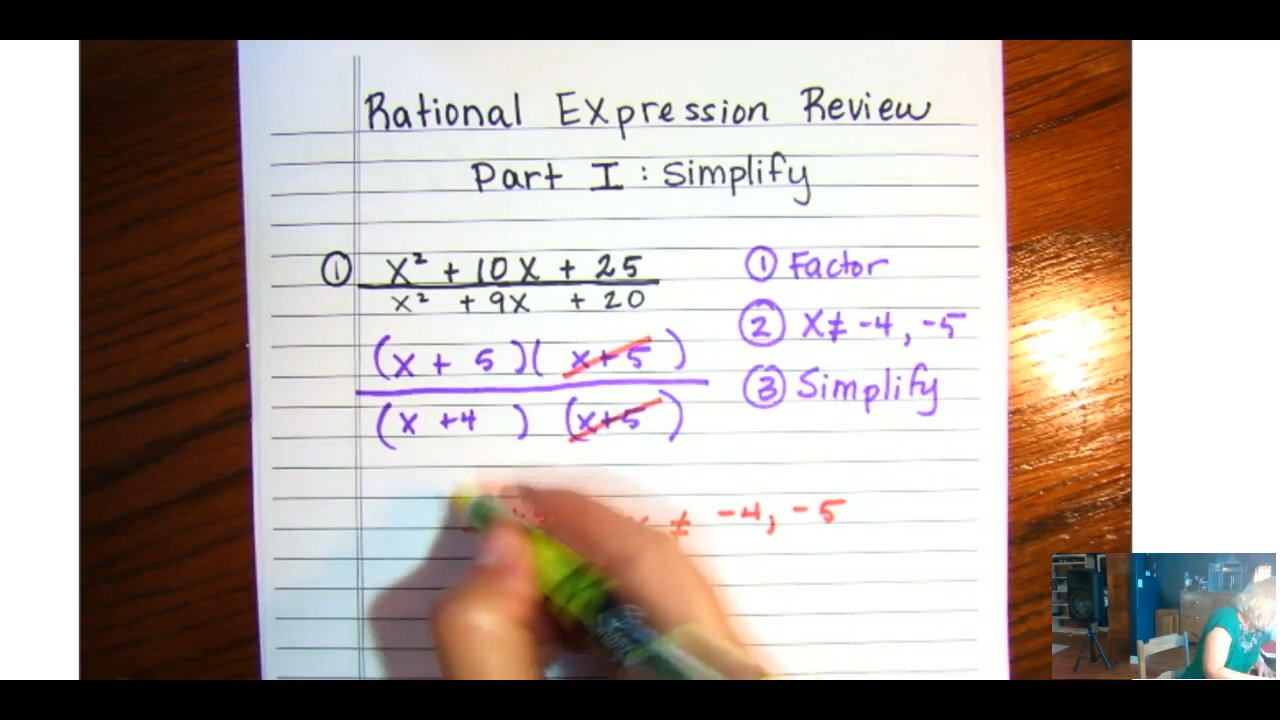 Rational Expression Review
Part I : Simplify
① x² + 10x + 25
x² + 9x + 20
① Factor
② x ≠ -4, -5
③ Simplify
(x + 5)(x+5)
(x +4) (x+5)
≠ -4, -5